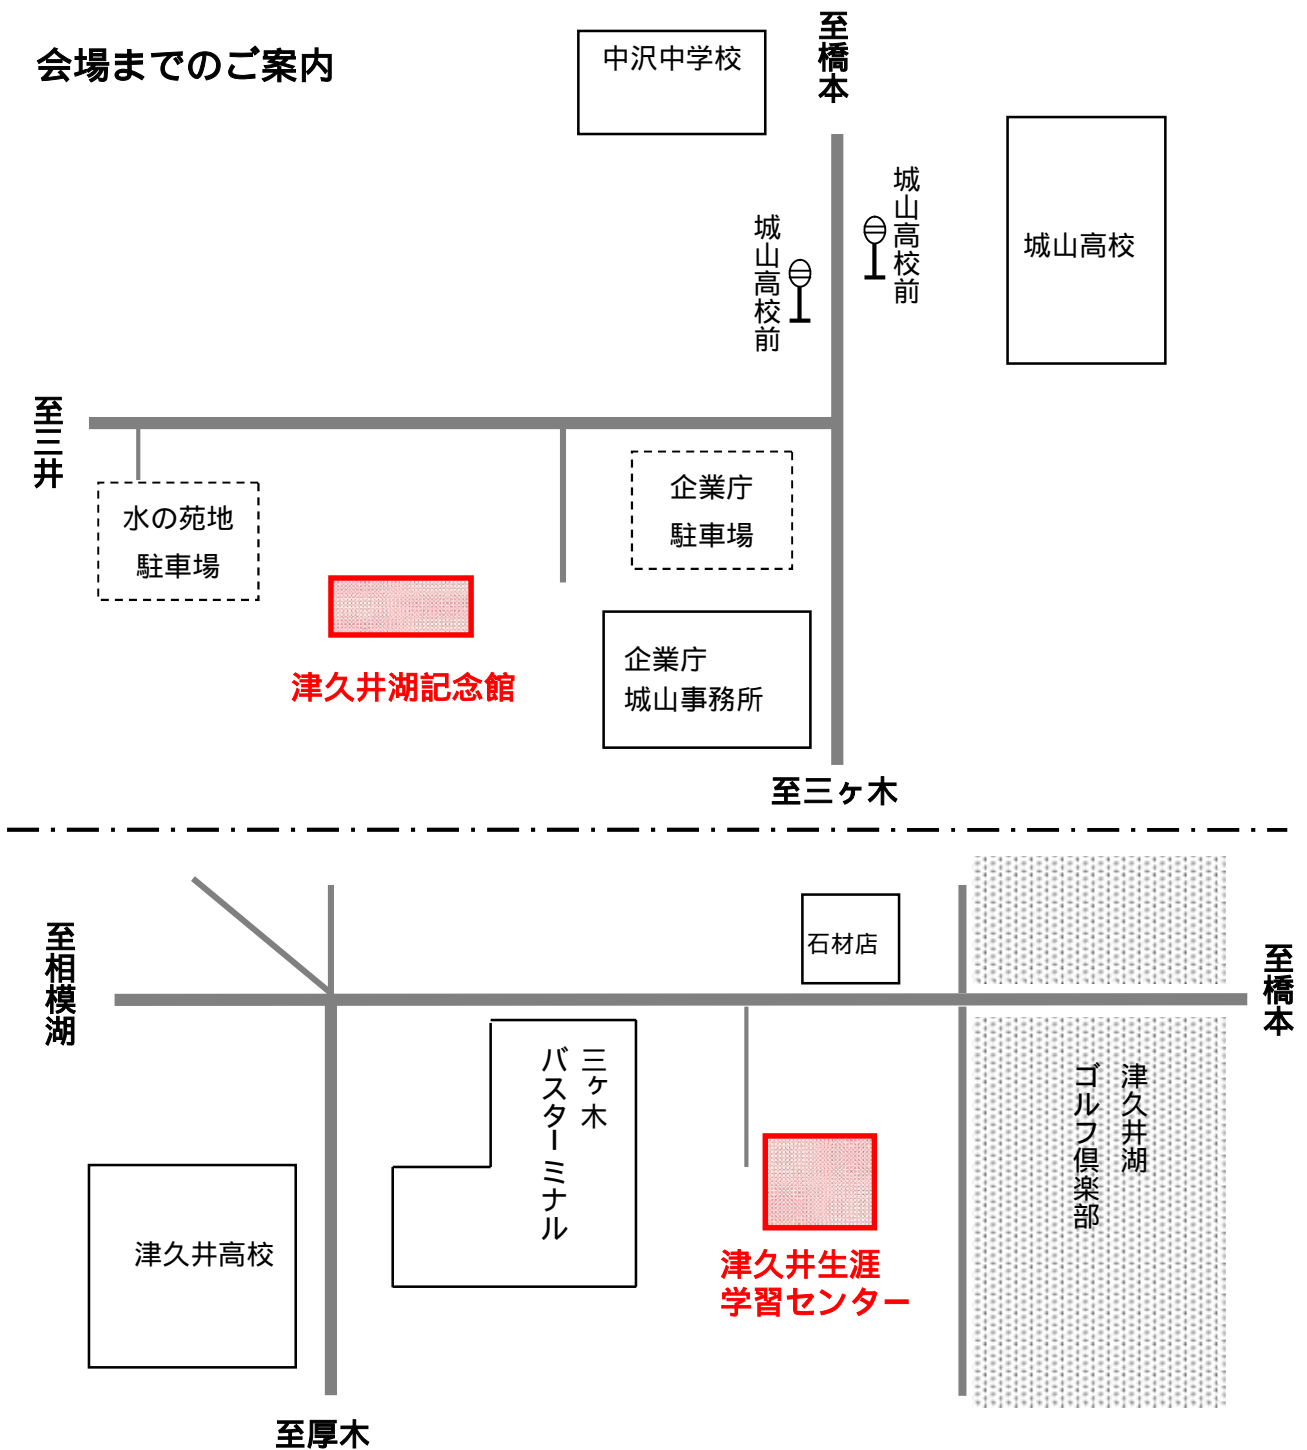 会場までのご案内
中沢中学校
至橋本
城山高校前
城山高校前
城山高校
至三井
水の苑地
駐車場
企業庁
駐車場
津久井湖記念館
企業庁
城山事務所
至三ヶ木
至相模湖
石材店
至橋本
三ヶ木
バスターミナル
津久井湖
ゴルフ倶楽部
津久井高校
津久井生涯
学習センター
至厚木